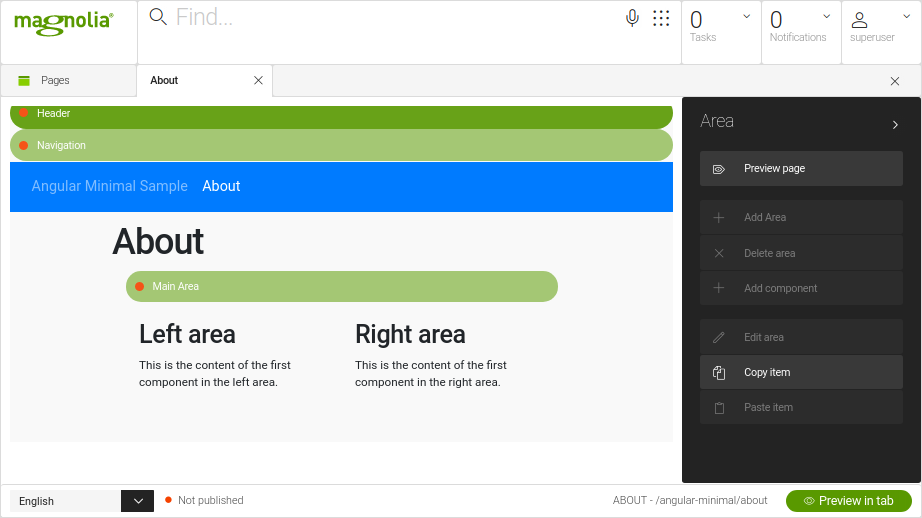 magnolia®
Find...
0
Tasks
0
Notifications
superuser
Pages
About
Header
Navigation
Angular Minimal Sample About
About
Main Area
Left area
This is the content of the first
component in the left area.
Right area
This is the content of the first
component in the right area.
Area
Preview page
Add Area
Delete area
Add component
Edit area
Copy item
Paste item
English
Not published
ABOUT - /angular-minimal/about
Preview in tab